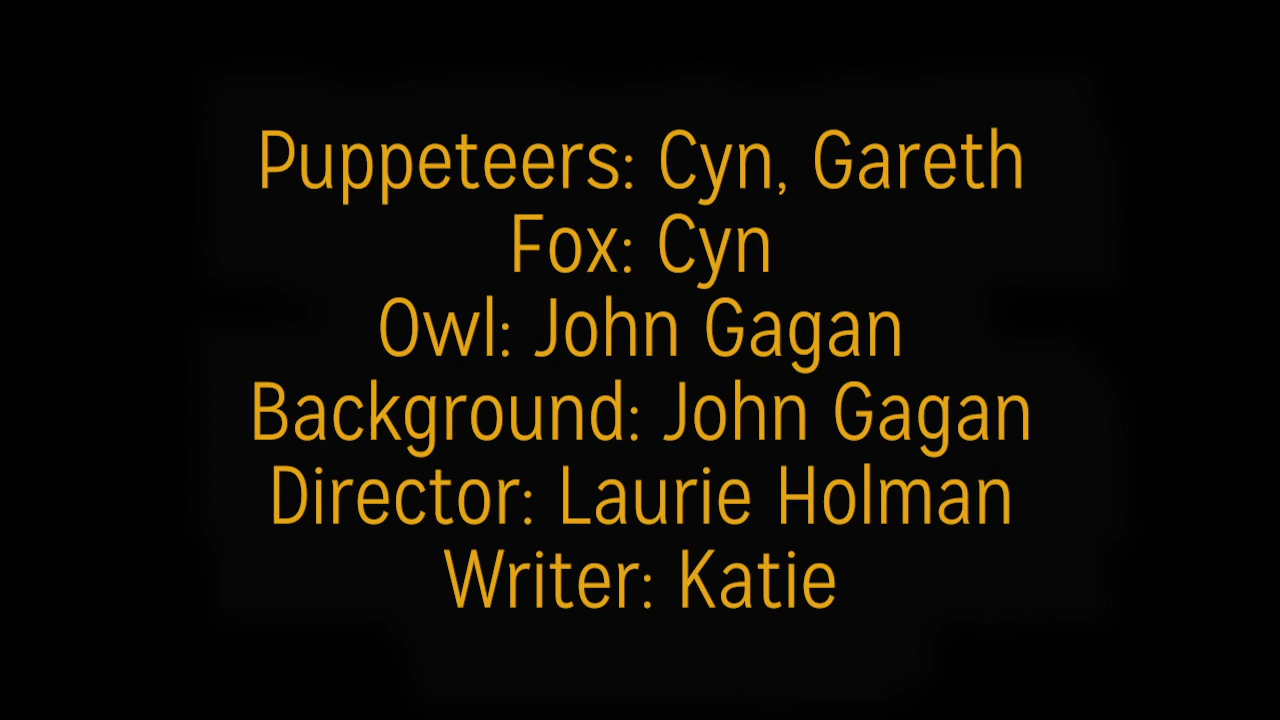 Puppeteers: Cyn, Gareth
Fox: Cyn
Owl: John Gagan
Background: John Gagan
Director: Laurie Holman
Writer: Katie